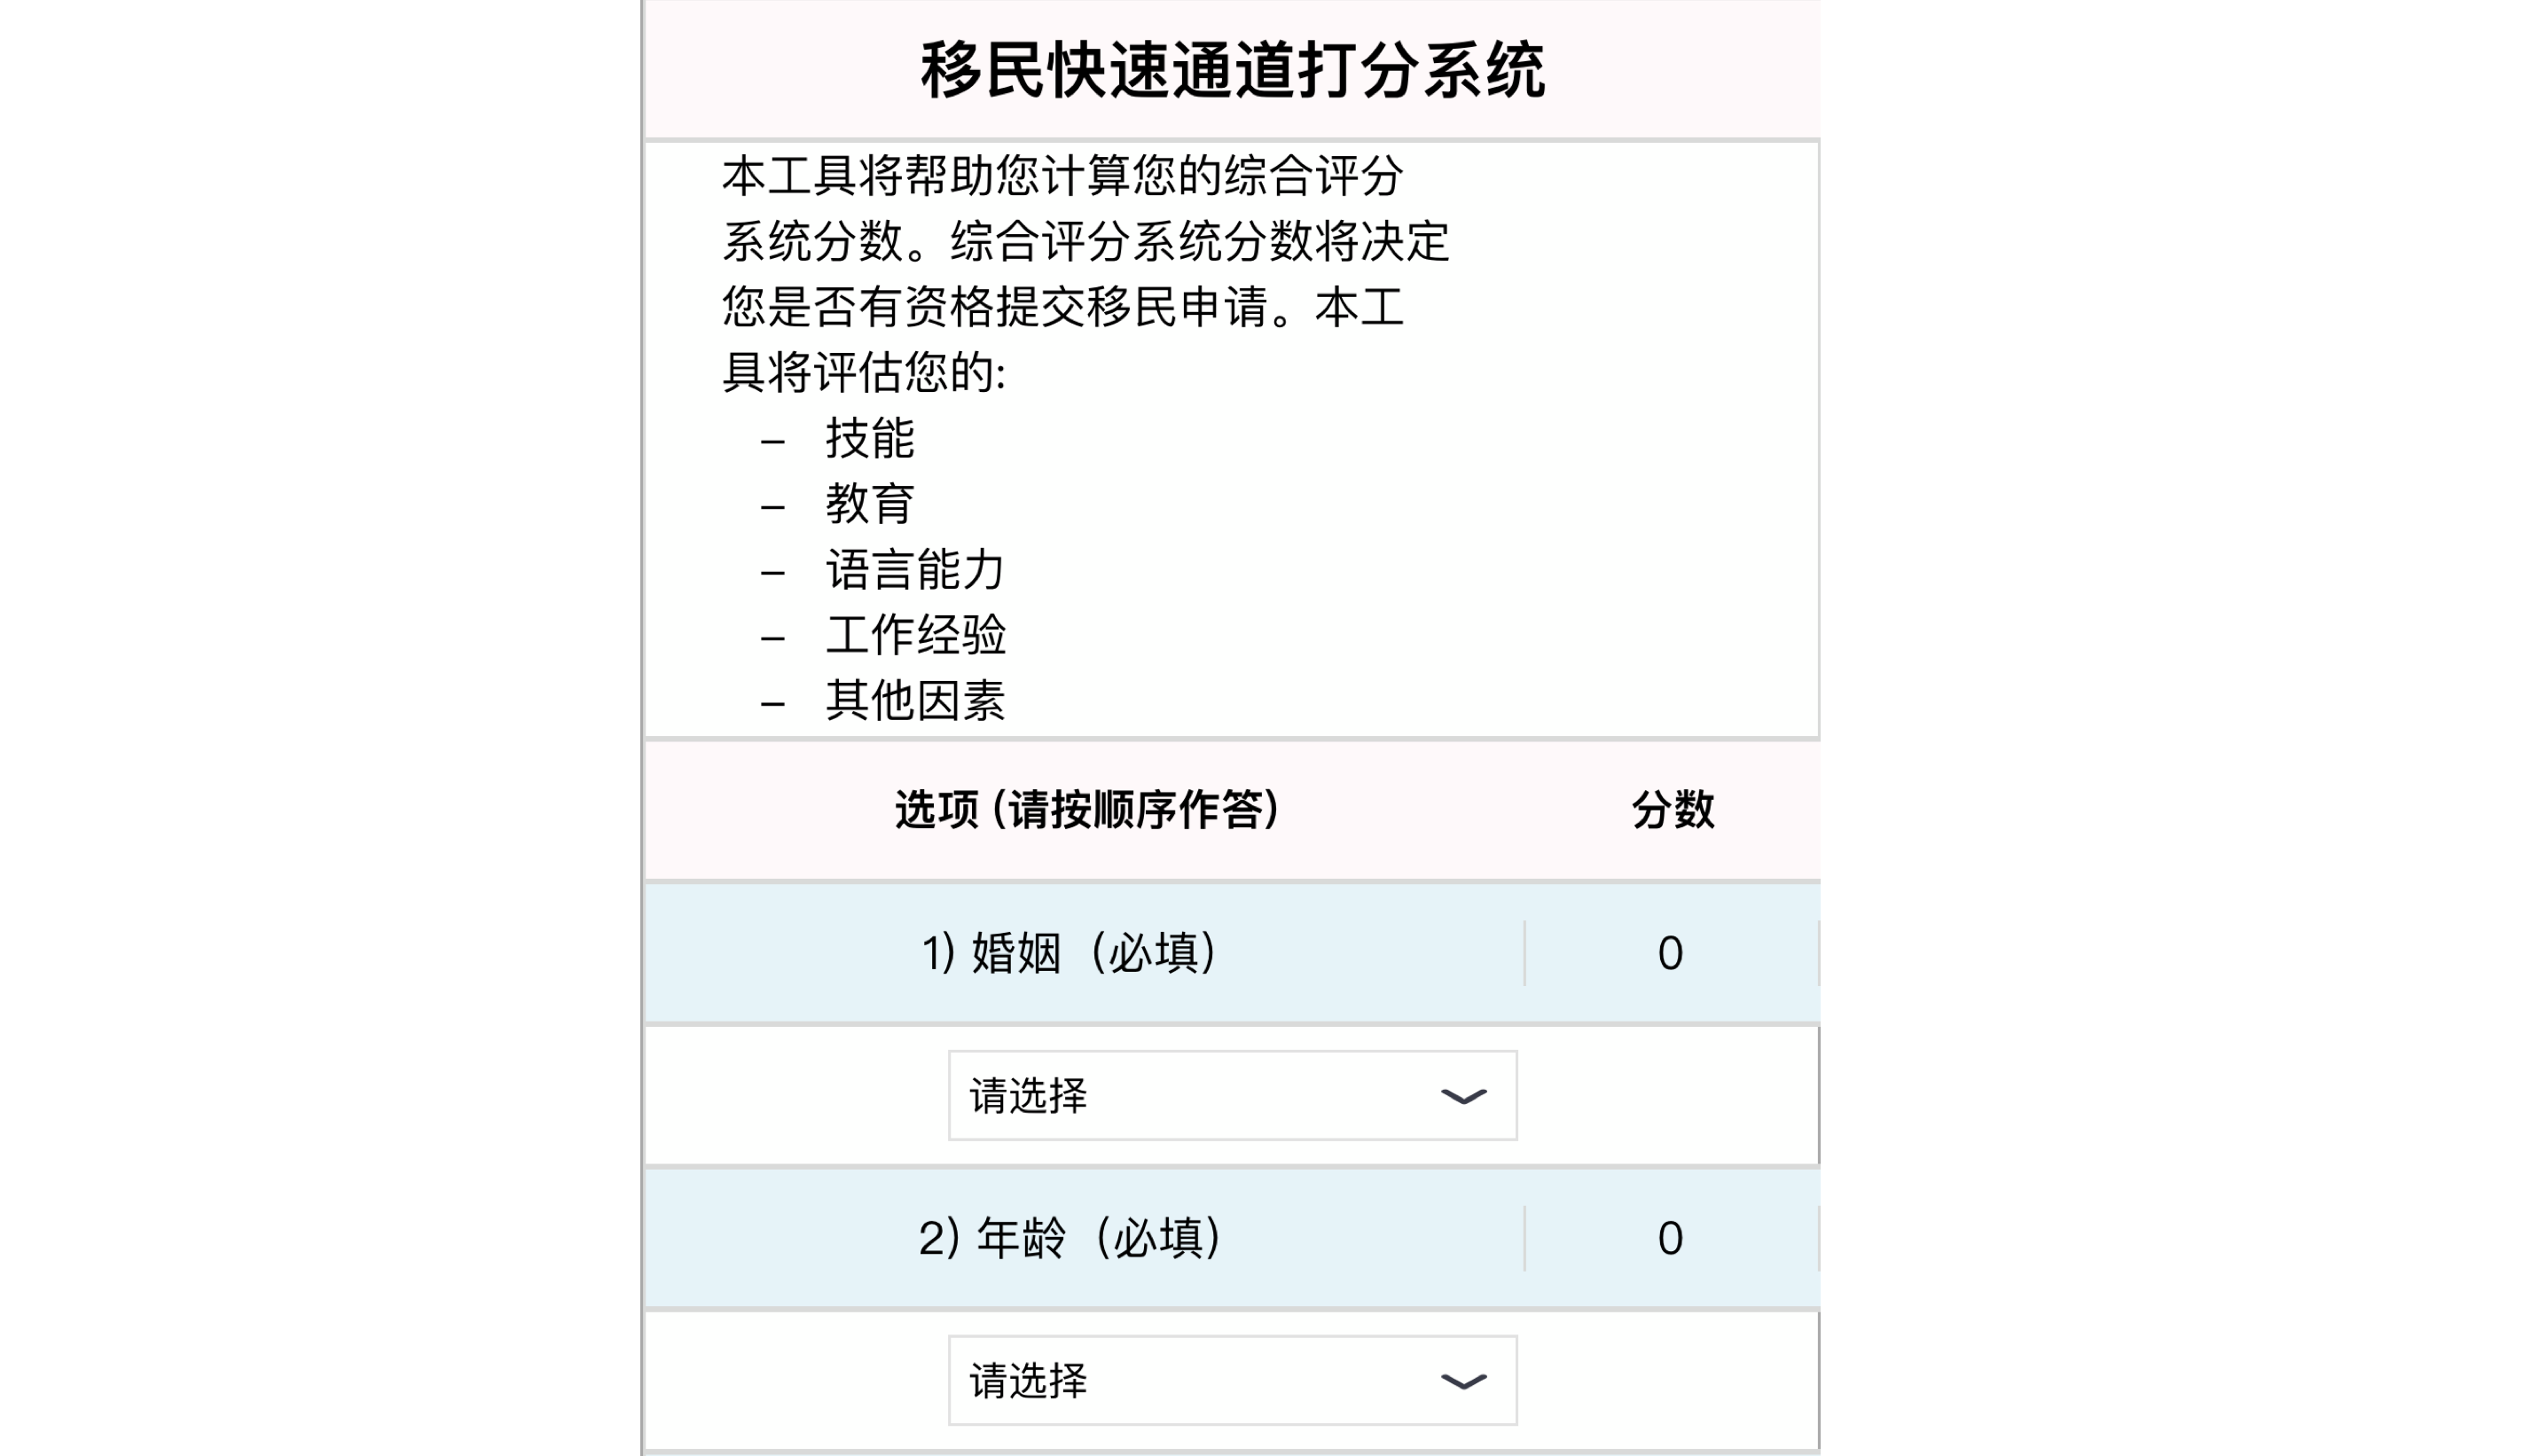 移民快速通道打分系统
本工具将帮助您计算您的综合评分
系统分数。综合评分系统分数将决定
您是否有资格提交移民申请。本工
具将评估您的:
– 技能
– 教育
– 语言能力
– 工作经验
– 其他因素
选项 (请按顺序作答) 分数
1) 婚姻（必填） 0
请选择
2) 年龄（必填） 0
请选择